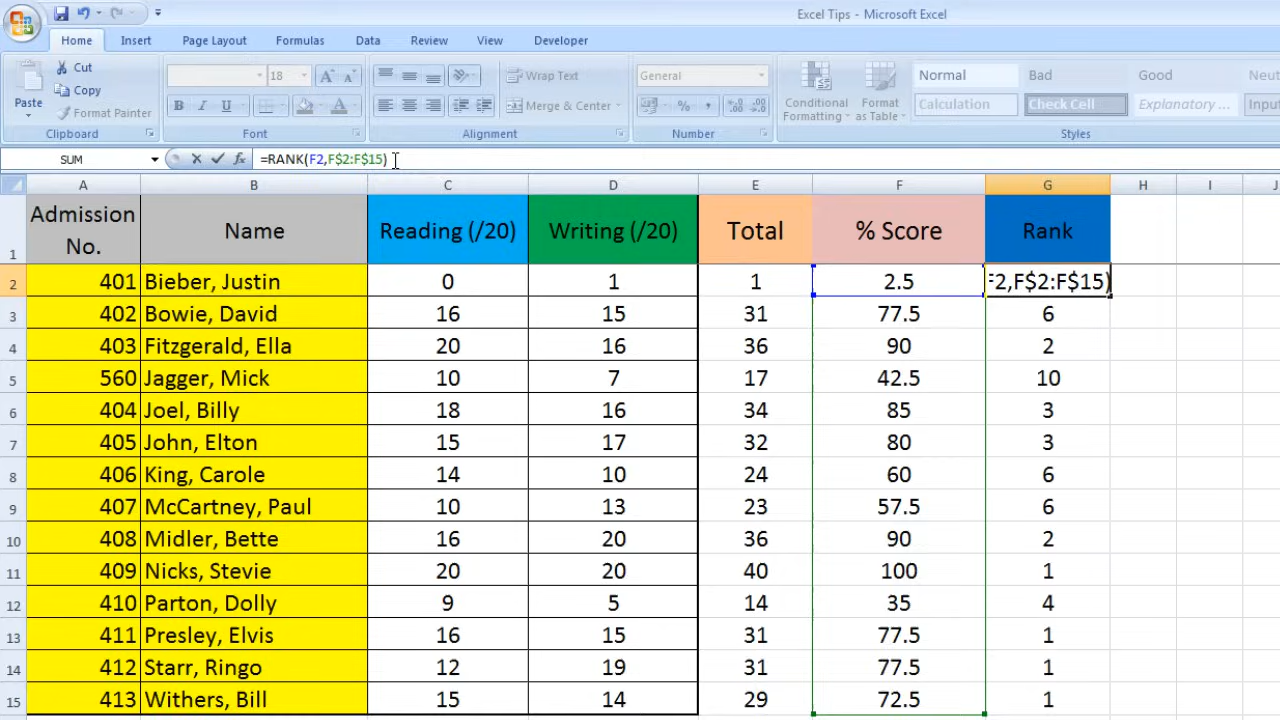 Excel Tips - Microsoft Excel
Home Insert Page Layout Formulas Data Review View Developer
Paste Cut Copy Format Painter
18
Wrap Text
Merge & Center
General
Conditional Formatting
Format as Table
Normal Bad Good
Calculation Check Cell Explanatory ...
Clipboard Font Alignment Number Styles
SUM =RANK(F2,F$2:F$15)
A B C D E F G H I J
1 Admission No. Name Reading (/20) Writing (/20) Total % Score Rank
2 401 Bieber, Justin 0 1 1 2.5 F2,F$2:F$15)
3 402 Bowie, David 16 15 31 77.5 6
4 403 Fitzgerald, Ella 20 16 36 90 2
5 560 Jagger, Mick 10 7 17 42.5 10
6 404 Joel, Billy 18 16 34 85 3
7 405 John, Elton 15 17 32 80 3
8 406 King, Carole 14 10 24 60 6
9 407 McCartney, Paul 10 13 23 57.5 6
10 408 Midler, Bette 16 20 36 90 2
11 409 Nicks, Stevie 20 20 40 100 1
12 410 Parton, Dolly 9 5 14 35 4
13 411 Presley, Elvis 16 15 31 77.5 1
14 412 Starr, Ringo 12 19 31 77.5 1
15 413 Withers, Bill 15 14 29 72.5 1